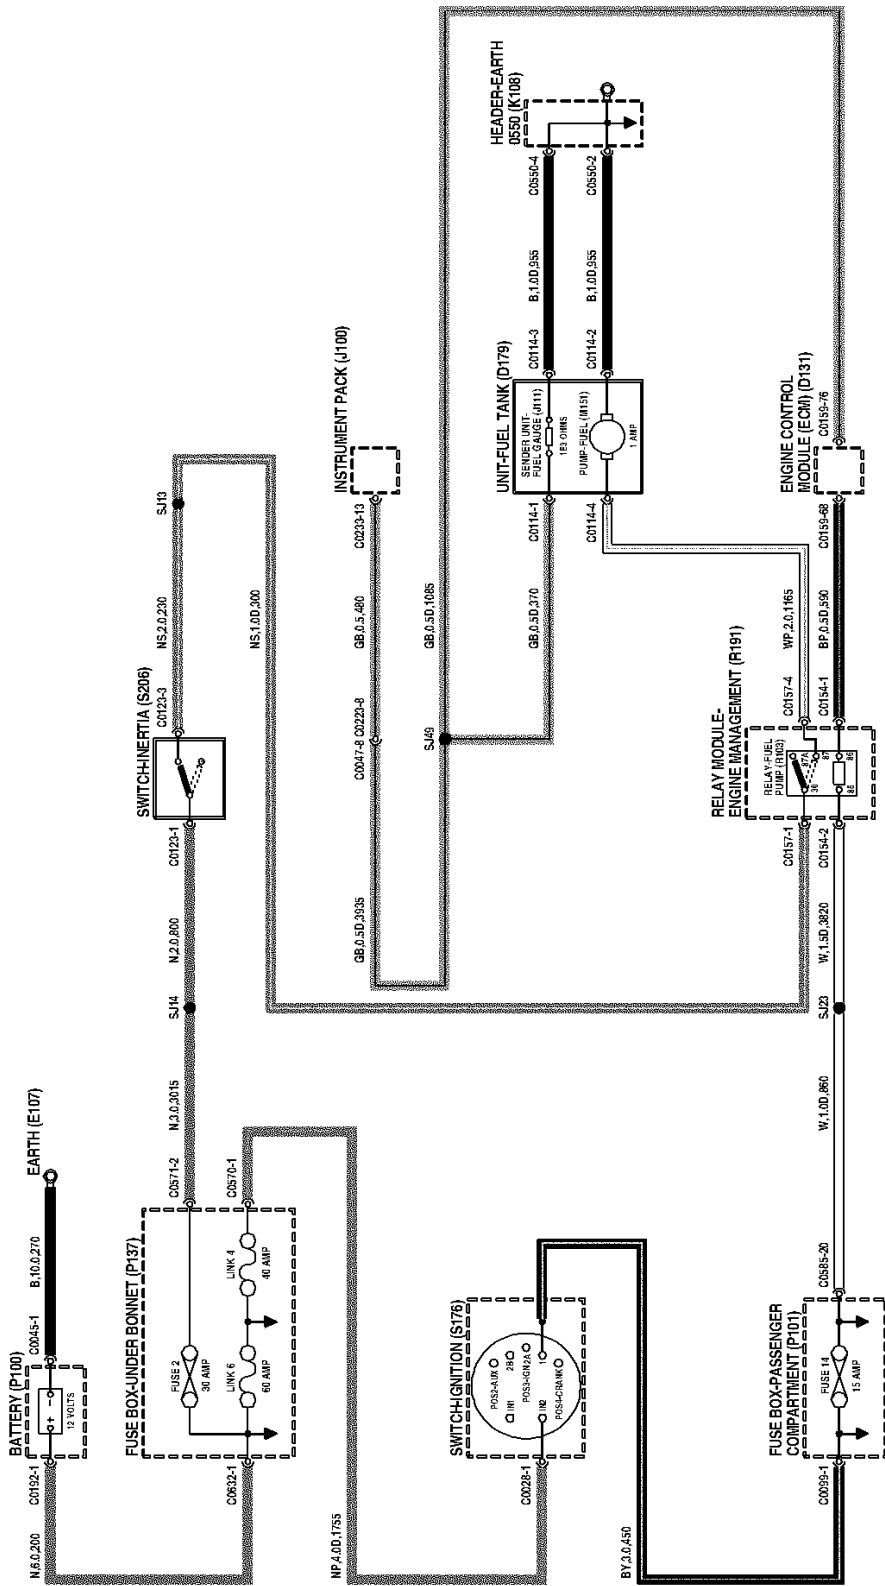 BATTERY (P100)
C0192-1
12 VOLTS
+
-
C0045-1
B,10.0,270
EARTH (E107)
N,6.0,200
FUSE BOX-UNDER BONNET (P137)
C0632-1
FUSE 2
30 AMP
LINK 6
60 AMP
LINK 4
40 AMP
C0571-2
C0570-1
N,3.0,3015
SJ14
N,2.0,800
C0123-1
SWITCH-INERTIA (S206)
C0123-3
NS,2.0,230
SJ13
NS,1.0D,300
NP,4.0D,1755
INSTRUMENT PACK (J100)
C0233-13
GB,0.5,480
C0047-8
C0223-8
GB,0.5D,3935
GB,0.5D,1085
SJ49
SWITCH-IGNITION (S176)
C0028-1
POS2-AUX
IN1
2B
POS3-IGN
2A
IN2
1
POS4-CRANK
BY,3.0,450
HEADER-EARTH
0550 (K108)
C0550-4
C0550-2
B,1.0D,955
B,1.0D,955
C0114-3
C0114-2
UNIT-FUEL TANK (D179)
SENDER UNIT-
FUEL GAUGE (J111)
183 OHMS
PUMP-FUEL (M151)
1 AMP
C0114-1
C0114-4
GB,0.5D,370
WP,2.0,1165
RELAY MODULE-
ENGINE MANAGEMENT (R191)
C0157-4
C0154-1
RELAY-FUEL
PUMP (R103)
30
87A
87
85
86
C0157-1
C0154-2
BP,0.5D,590
ENGINE CONTROL
MODULE (ECM) (D131)
C0159-68
C0159-76
W,1.5D,3820
SJ23
W,1.0D,860
FUSE BOX-PASSENGER
COMPARTMENT (P101)
C0585-20
FUSE 14
15 AMP
C0099-1